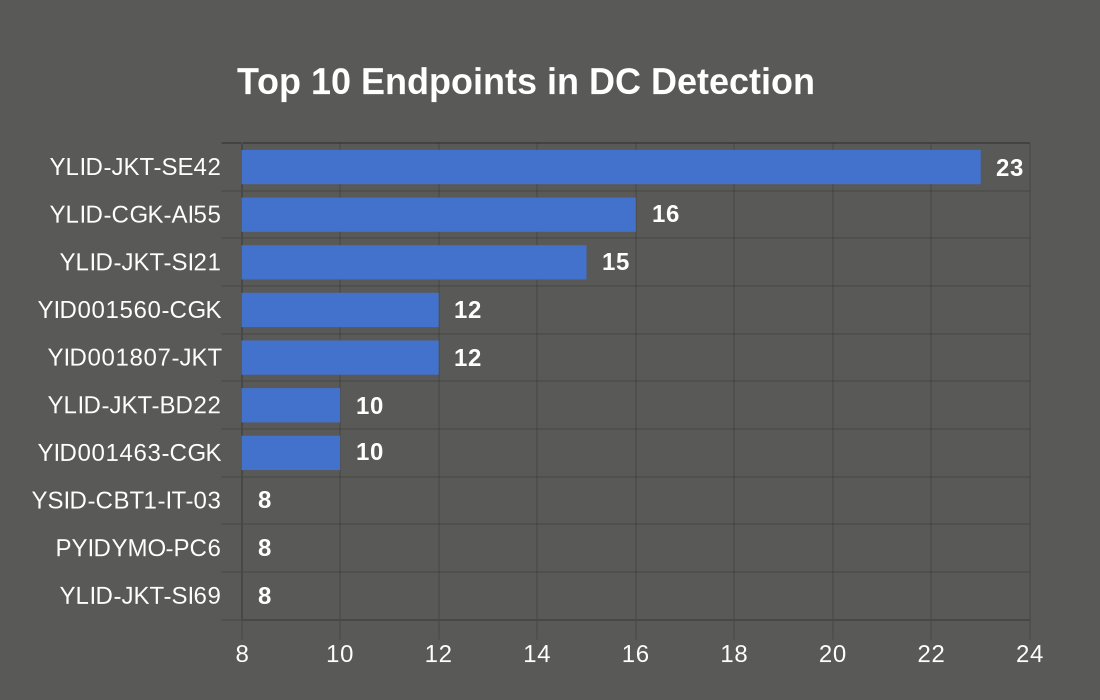 Top 10 Endpoints in DC Detection
YLID-JKT-SE42 23
YLID-CGK-AI55 16
YLID-JKT-SI21 15
YID001560-CGK 12
YID001807-JKT 12
YLID-JKT-BD22 10
YID001463-CGK 10
YSID-CBT1-IT-03 8
PYIDYMO-PC6 8
YLID-JKT-SI69 8
8 10 12 14 16 18 20 22 24